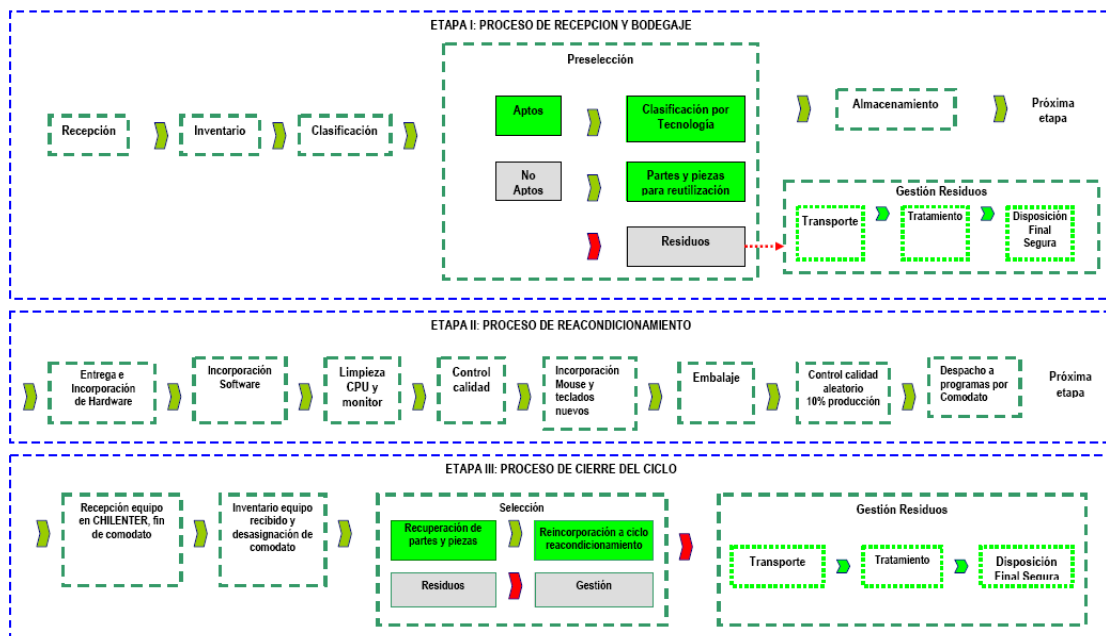 ETAPA I: PROCESO DE RECEPCION Y BODEGAJE
Recepción
Inventario
Clasificación
Preselección
Aptos
Clasificación por
Tecnología
No
Aptos
Partes y piezas
para reutilización
Residuos
Almacenamiento
Próxima
etapa
Gestión Residuos
Transporte
Tratamiento
Disposición
Final
Segura
ETAPA II: PROCESO DE REACONDICIONAMIENTO
Entrega e
Incorporación
de Hardware
Incorporación
Software
Limpieza
CPU y
monitor
Control
calidad
Incorporación
Mouse y
teclados
nuevos
Embalaje
Control calidad
aleatorio
10% producción
Despacho a
programas por
Comodato
Próxima
etapa
ETAPA III: PROCESO DE CIERRE DEL CICLO
Recepción equipo
en CHILENTER, fin
de comodato
Inventario equipo
recibido y
desasignación de
comodato
Selección
Recuperación de
partes y piezas
Reincorporación a ciclo
reacondicionamiento
Residuos
Gestión
Gestión Residuos
Transporte
Tratamiento
Disposición
Final Segura